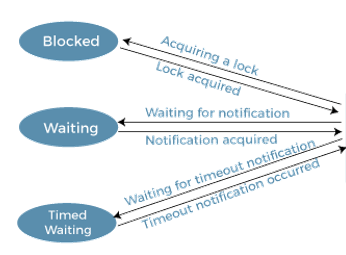 Blocked
Acquiring a lock
Lock acquired
Waiting
Waiting for notification
Notification acquired
Waiting for timeout notification
Timeout notification occurred
Timed
Waiting